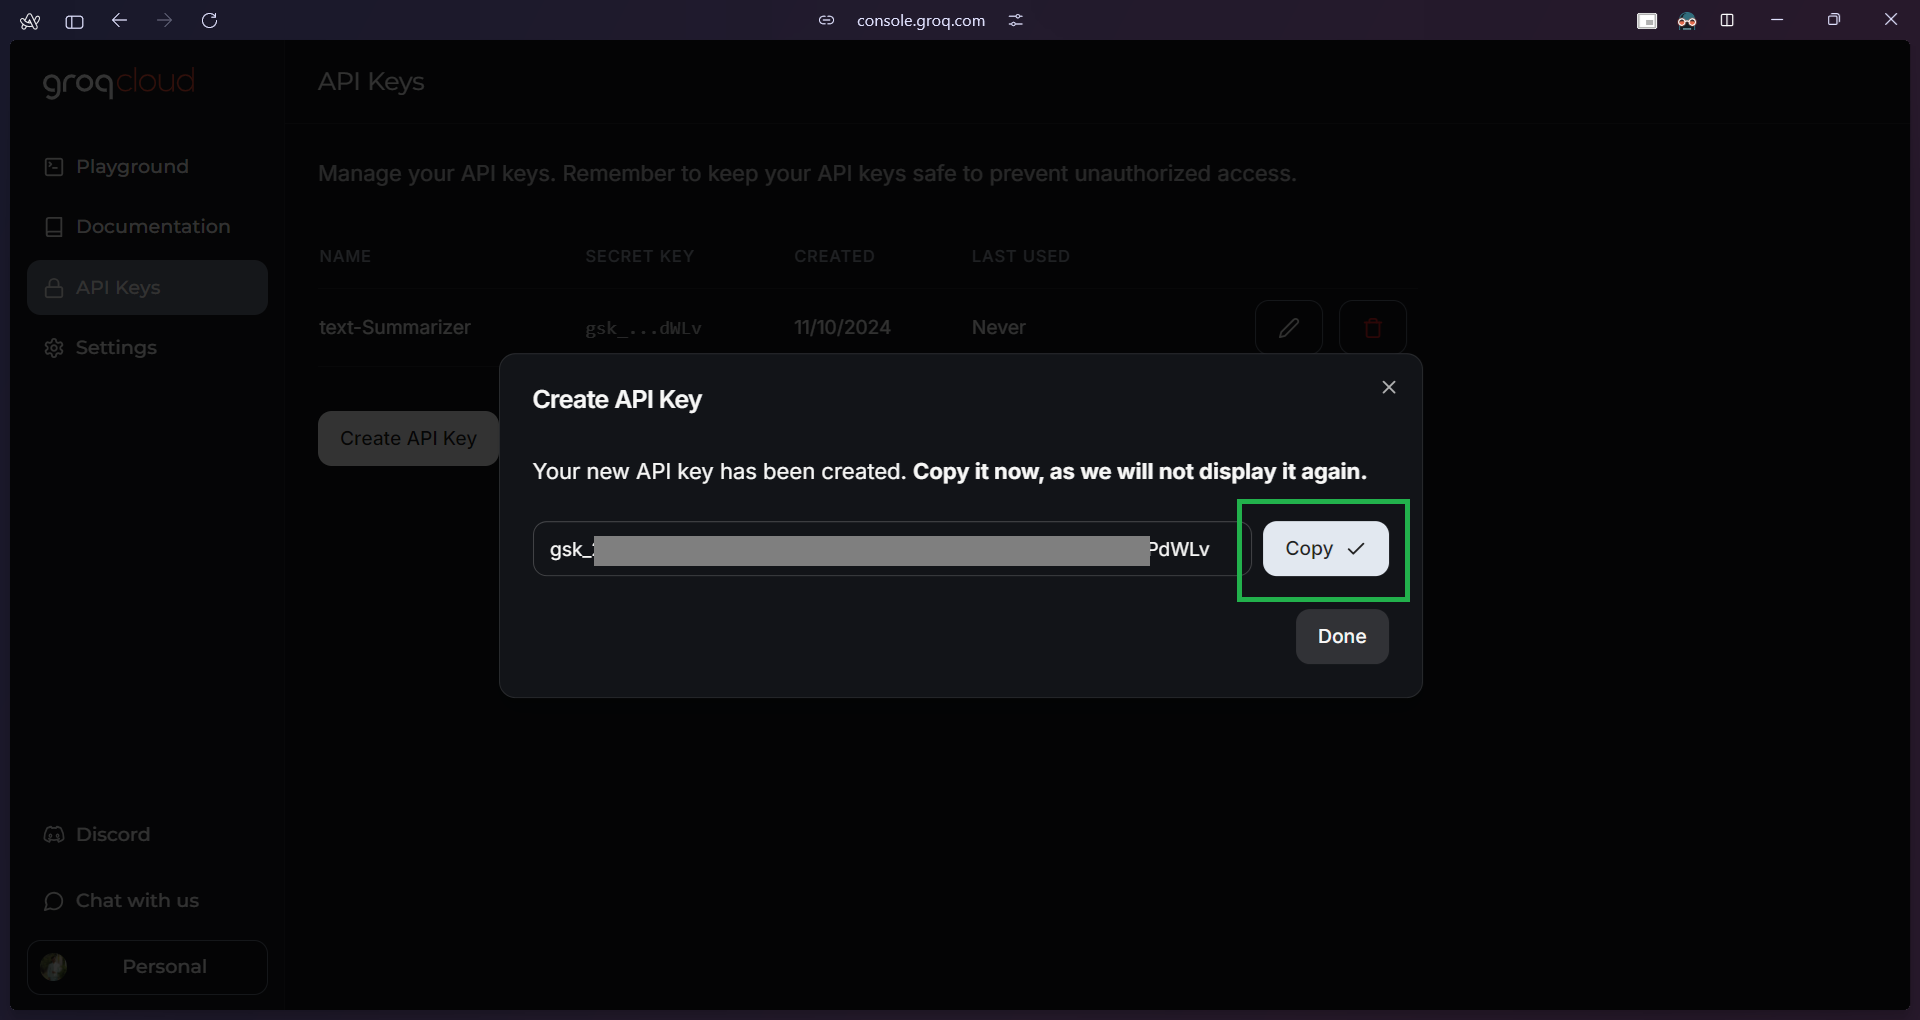 console.groq.com
groqcloud
API Keys
Playground
Documentation
API Keys
Settings
Manage your API keys. Remember to keep your API keys safe to prevent unauthorized access.
NAME SECRET KEY CREATED LAST USED
text-Summarizer gsk_...dWLv 11/10/2024 Never
Create API Key
Create API Key
Your new API key has been created. Copy it now, as we will not display it again.
gsk_ PdWLv Copy
Done
Discord
Chat with us
Personal